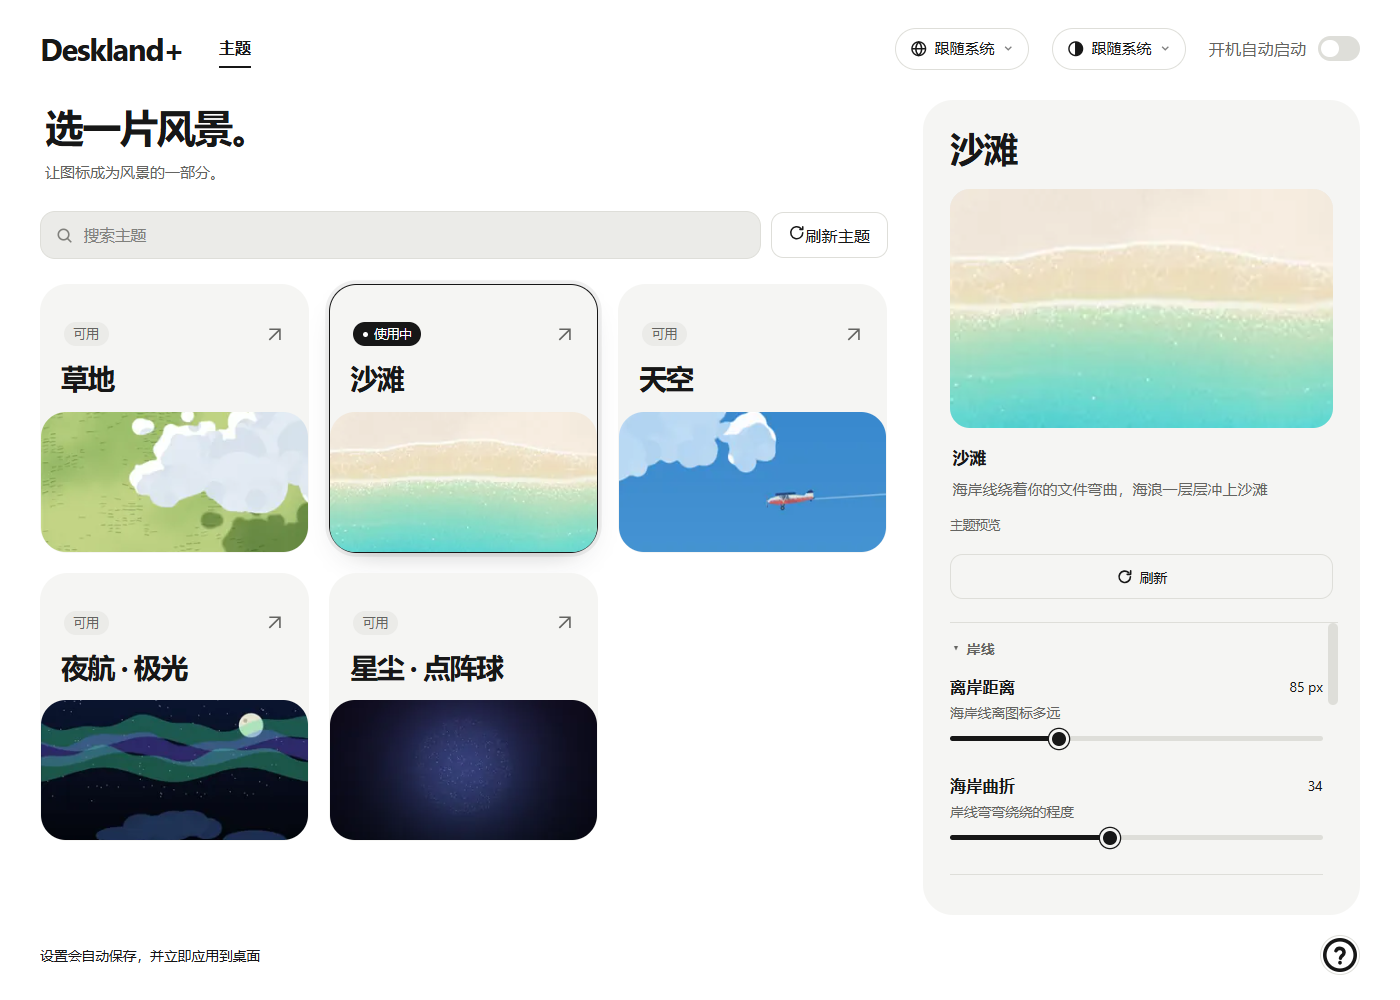 Deskland+
主题
跟随系统
跟随系统
开机自动启动
选一片风景。
让图标成为风景的一部分。
搜索主题
刷新主题
可用
草地
使用中
沙滩
可用
天空
可用
夜航 · 极光
可用
星尘 · 点阵球
沙滩
沙滩
海岸线绕着你的文件弯曲，海浪一层层冲上沙滩
主题预览
刷新
岸线
离岸距离
85 px
海岸线离图标多远
海岸曲折
34
岸线弯弯绕绕的程度
设置会自动保存，并立即应用到桌面